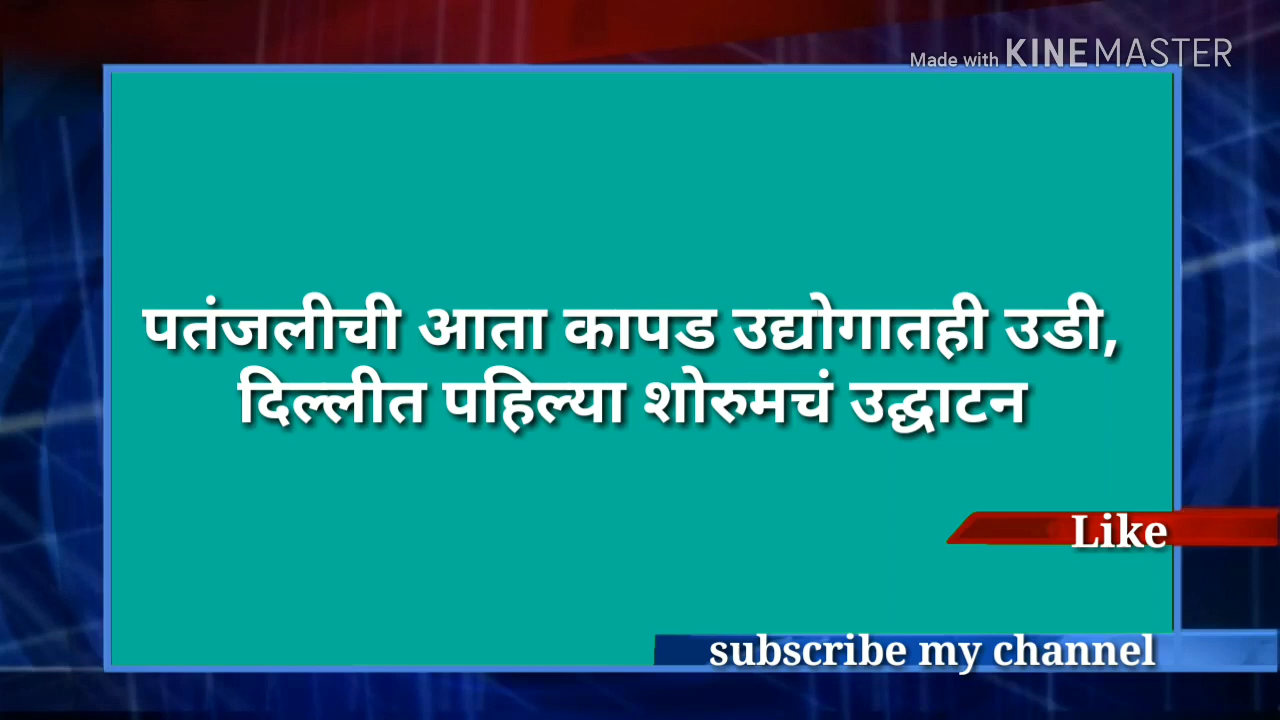 Made with KINEMASTER
पतंजलीची आता कापड उद्योगातही उडी,
दिल्लीत पहिल्या शोरुमचं उद्घाटन
Like
subscribe my channel